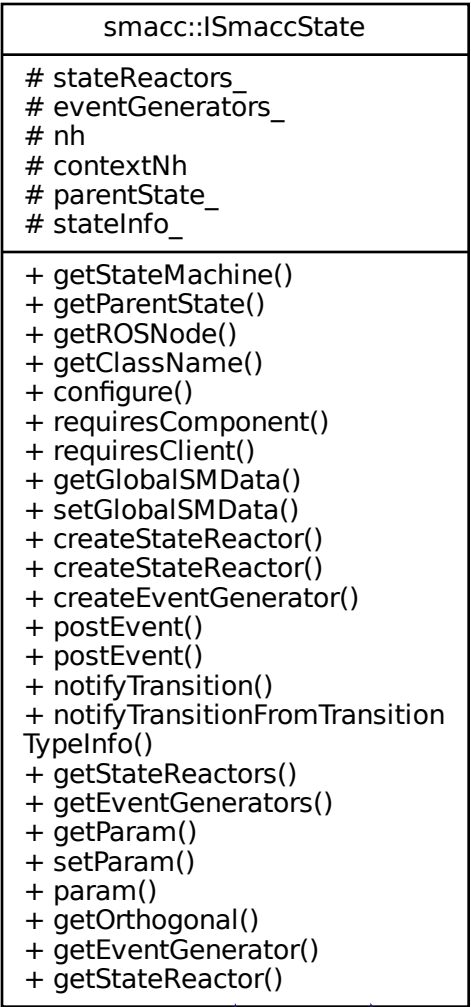 smacc::ISmaccState
# stateReactors_
# eventGenerators_
# nh
# contextNh
# parentState_
# stateInfo_
+ getStateMachine()
+ getParentState()
+ getROSNode()
+ getClassName()
+ configure()
+ requiresComponent()
+ requiresClient()
+ getGlobalSMData()
+ setGlobalSMData()
+ createStateReactor()
+ createStateReactor()
+ createEventGenerator()
+ postEvent()
+ postEvent()
+ notifyTransition()
+ notifyTransitionFromTransition
TypeInfo()
+ getStateReactors()
+ getEventGenerators()
+ getParam()
+ setParam()
+ param()
+ getOrthogonal()
+ getEventGenerator()
+ getStateReactor()